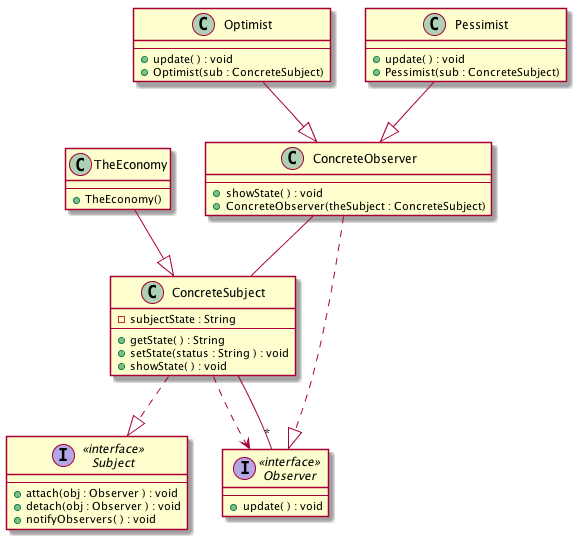 C Optimist
update( ) : void
Optimist(sub : ConcreteSubject)
C Pessimist
update( ) : void
Pessimist(sub : ConcreteSubject)
C TheEconomy
TheEconomy()
C ConcreteObserver
showState( ) : void
ConcreteObserver(theSubject : ConcreteSubject)
C ConcreteSubject
subjectState : String
getState( ) : String
setState(status : String ) : void
showState( ) : void
*
I «interface»
Subject
attach(obj : Observer ) : void
detach(obj : Observer ) : void
notifyObservers( ) : void
I «interface»
Observer
update( ) : void